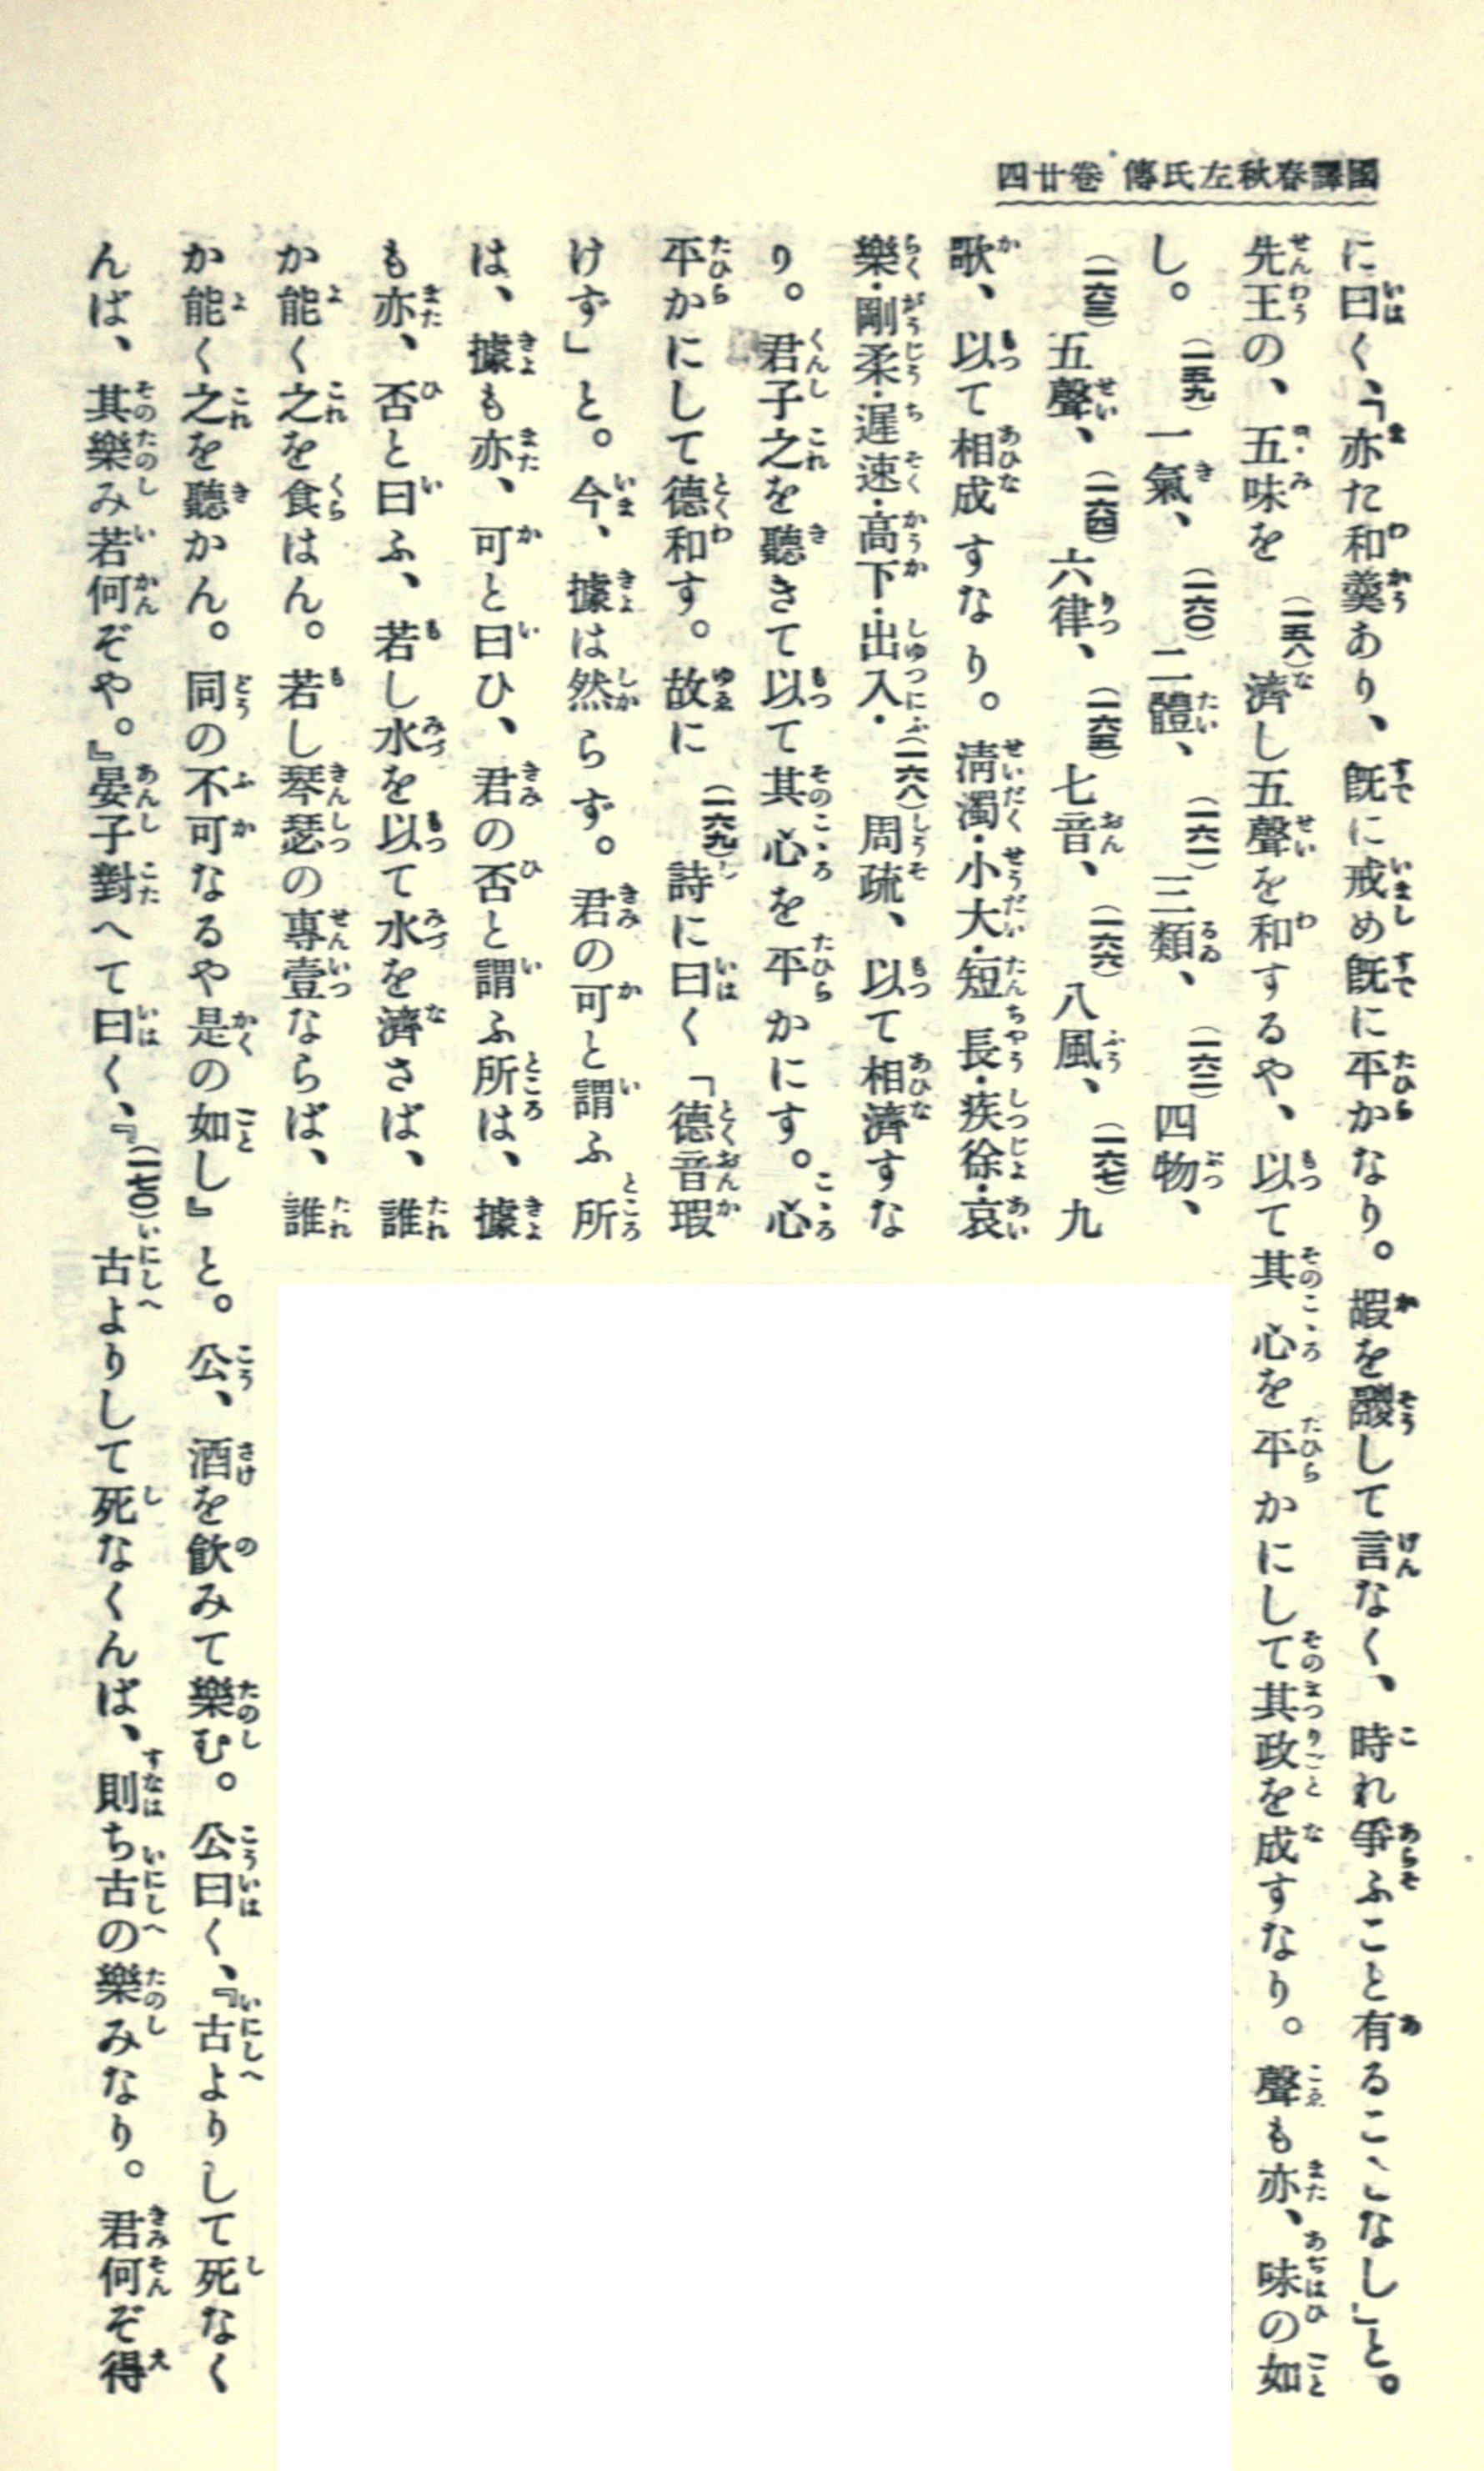 國譯春秋左氏傳 卷廿四
に曰く、「亦た和羹あり、既に戒め既に平かなり。嘏を鬷して言なく、時れ爭ふこと有るこ、となし」と。
先王の、五味を(一五八)濟し五聲を和するや、以て其心を平かにして其政を成すなり。聲も亦、味の如
し。(一五九)一氣、(一六〇)二體、(一六一)三類、(一六二)四物、
(一六三)五聲、(一六四)六律、(一六五)七音、(一六六)八風、(一六七)九
歌、以て相成すなり。淸濁・小大・短長・疾徐・哀
樂・剛柔・遲速・高下・出入・(一六八)周疏、以て相濟すな
り。君子之を聽きて以て其心を平かにす。心
平かにして德和す。故に(一六九)詩に曰く「德音瑕
けず」と。今、據は然らず。君の可と謂ふ所
は、據も亦、可と曰ひ、君の否と謂ふ所は、據
も亦、否と曰ふ、若し水を以て水を濟さば、誰
か能く之を食はん。若し琴瑟の專壹ならば、誰
か能く之を聽かん。同の不可なるや是の如し』と。公、酒を飮みて樂む。公曰く、『古よりして死なく
んば、其樂み若何ぞや。』晏子對へて曰く、『(一七〇)古よりして死なくんば、則ち古の樂みなり。君何ぞ得